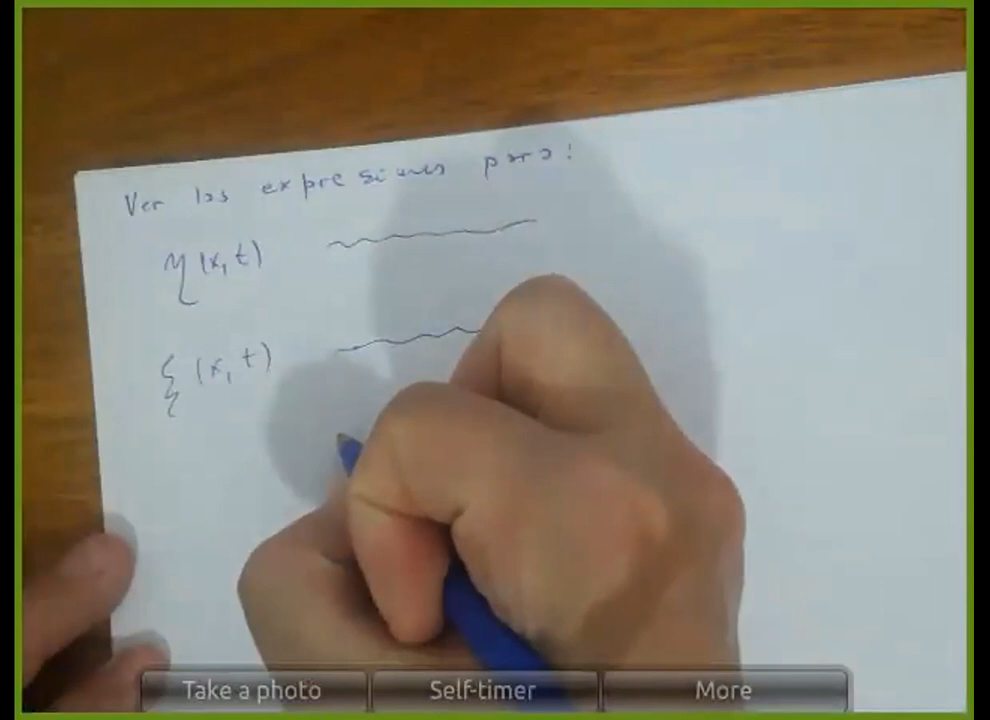 Ver las expresiones para:
η(x,t)
ξ(x,t)
Take a photo
Self-timer
More